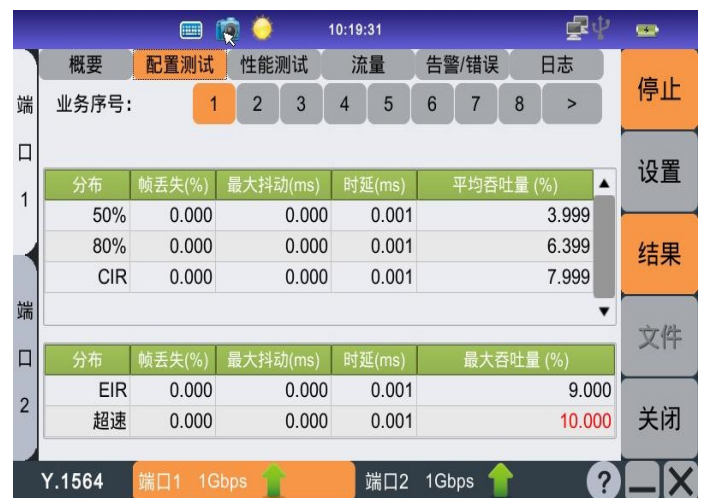 10:19:31
概要 配置测试 性能测试 流量 告警/错误 日志
业务序号: 1 2 3 4 5 6 7 8 >
分布 帧丢失(%) 最大抖动(ms) 时延(ms) 平均吞吐量 (%)
50% 0.000 0.000 0.001 3.999
80% 0.000 0.000 0.001 6.399
CIR 0.000 0.000 0.001 7.999
分布 帧丢失(%) 最大抖动(ms) 时延(ms) 最大吞吐量 (%)
EIR 0.000 0.000 0.001 9.000
超速 0.000 0.000 0.001 10.000
端口1
端口2
停止
设置
结果
文件
关闭
Y.1564 端口1 1Gbps 端口2 1Gbps ?